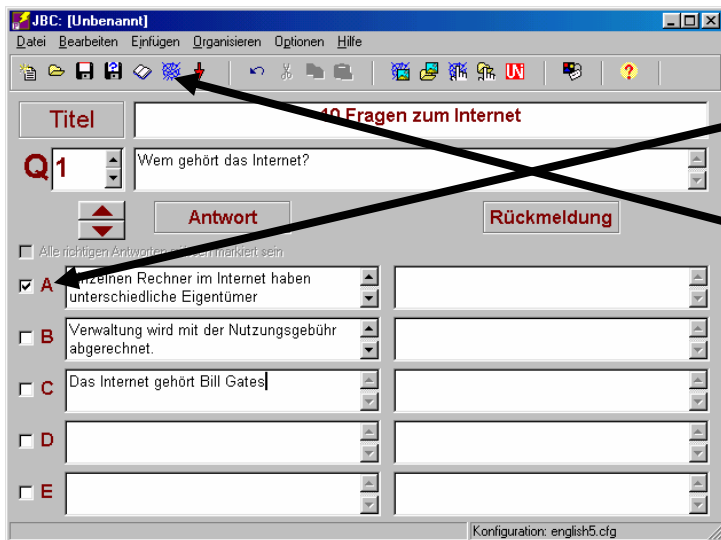 JBC: [Unbenannt]
Datei Bearbeiten Einfügen Organisieren Optionen Hilfe
UN ?
Titel
10 Fragen zum Internet
Q 1
Wem gehört das Internet?
Antwort
Rückmeldung
Alle richtigen Antworten markiert sein
A
Einzelnen Rechner im Internet haben
unterschiedliche Eigentümer
B
Verwaltung wird mit der Nutzungsgebühr
abgerechnet.
C
Das Internet gehört Bill Gates
D
E
Konfiguration: english5.cfg